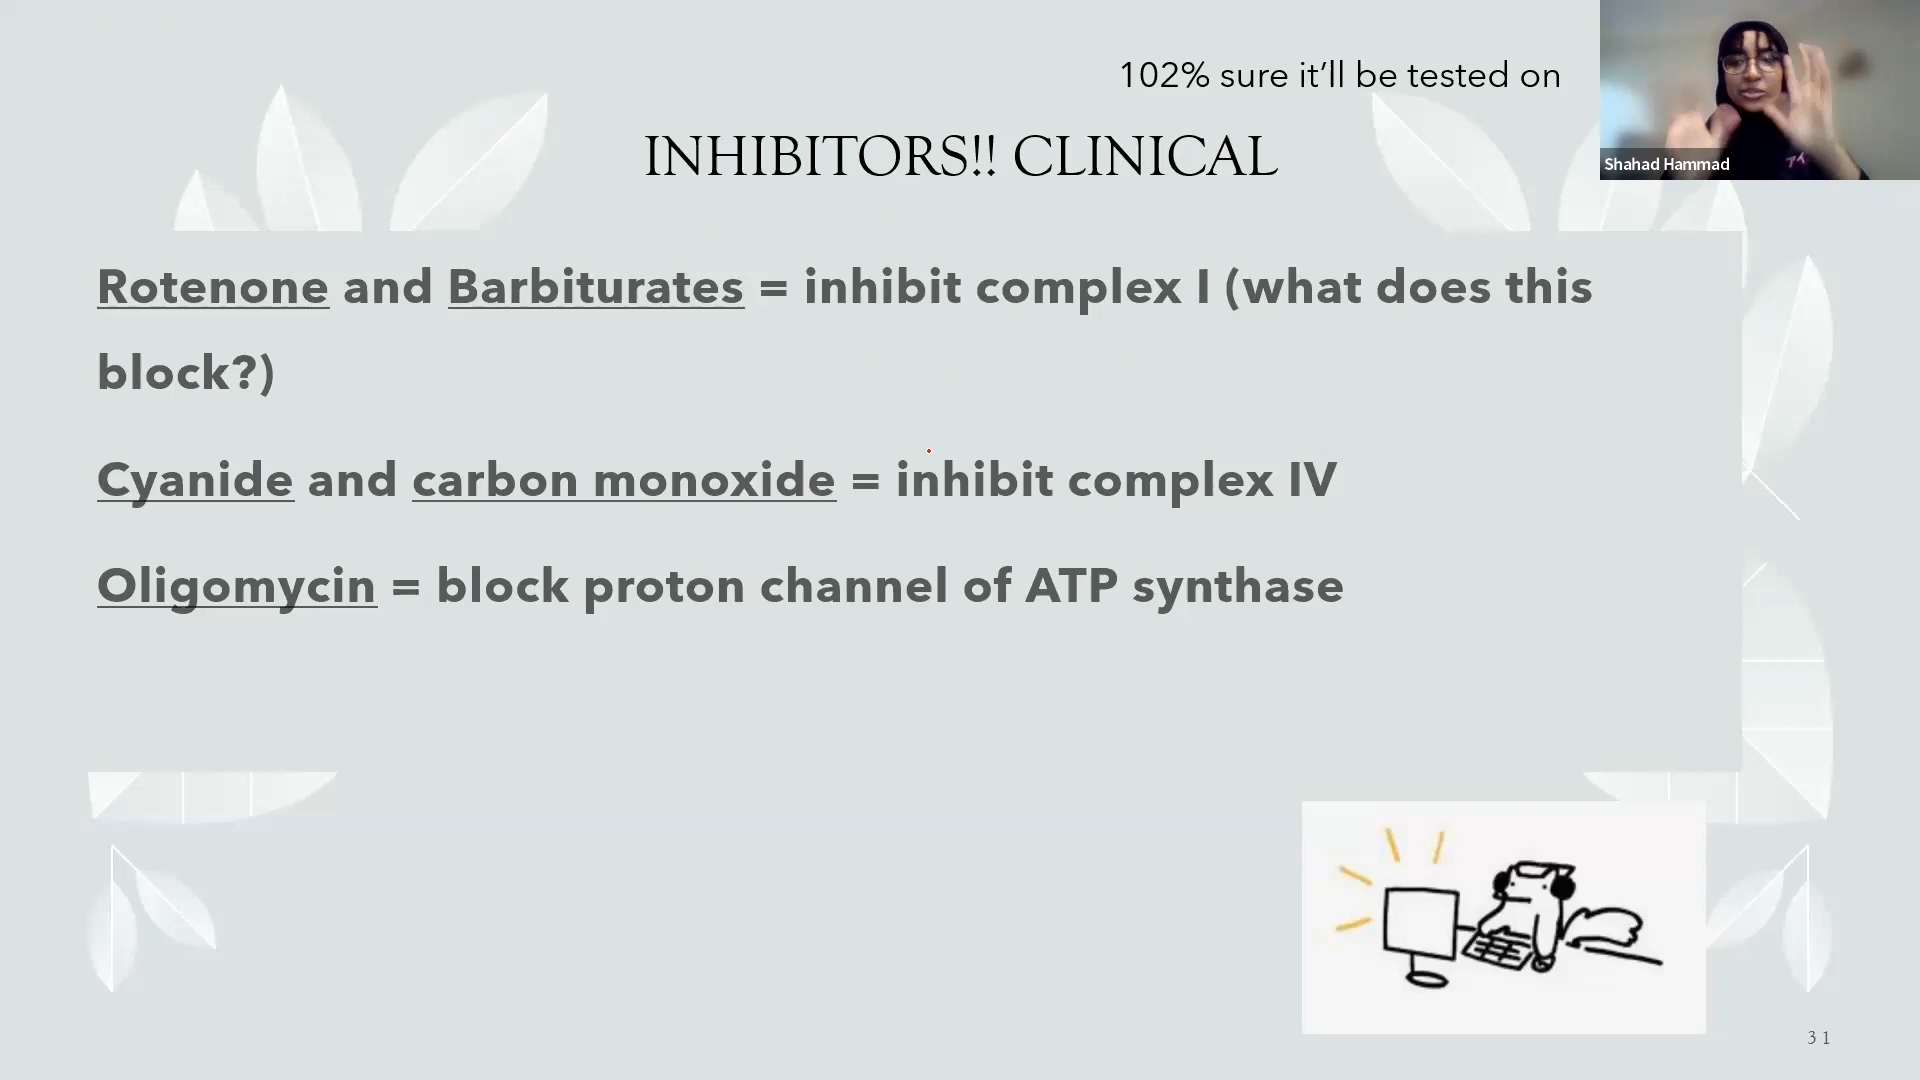 102% sure it’ll be tested on
INHIBITORS!! CLINICAL
Shahad Hammad
Rotenone and Barbiturates = inhibit complex I (what does this
block?)
Cyanide and carbon monoxide = inhibit complex IV
Oligomycin = block proton channel of ATP synthase
31